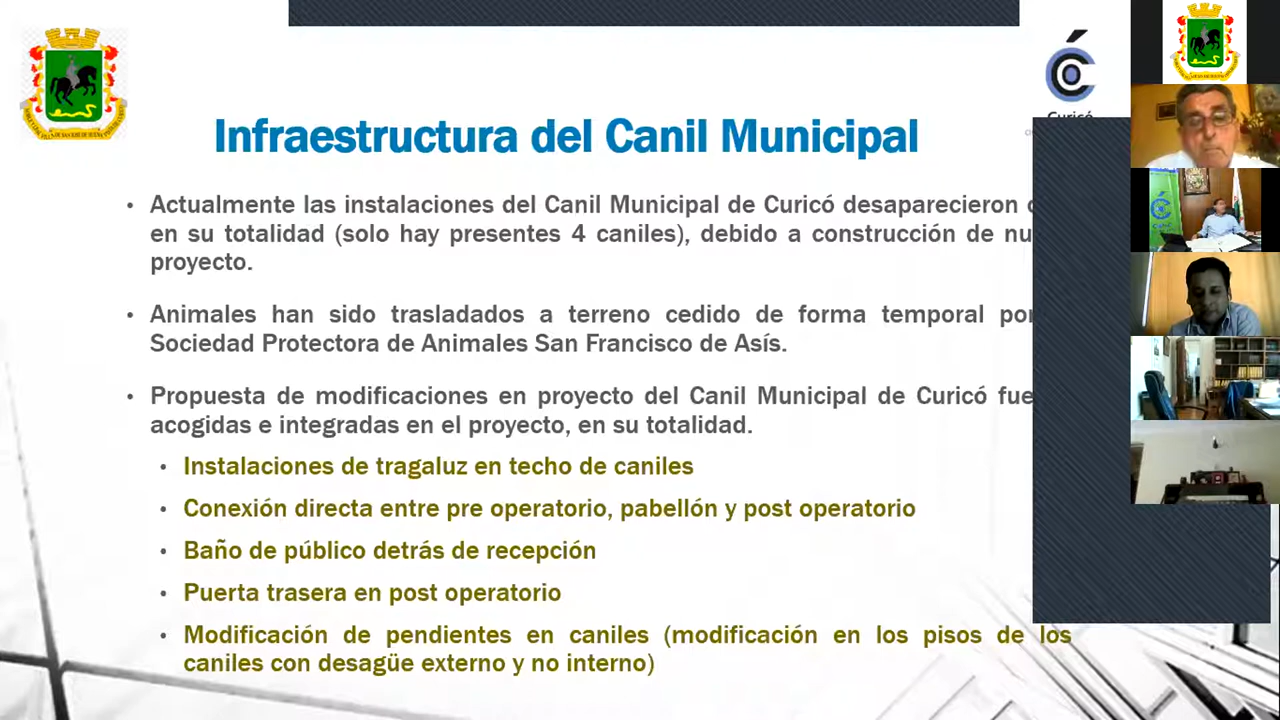 Infraestructura del Canil Municipal
Curicó
• Actualmente las instalaciones del Canil Municipal de Curicó desaparecieron
en su totalidad (solo hay presentes 4 caniles), debido a construcción de
proyecto.
• Animales han sido trasladados a terreno cedido de forma temporal por
Sociedad Protectora de Animales San Francisco de Asís.
• Propuesta de modificaciones en proyecto del Canil Municipal de Curicó
acogidas e integradas en el proyecto, en su totalidad.
• Instalaciones de tragaluz en techo de caniles
• Conexión directa entre pre operatorio, pabellón y post operatorio
• Baño de público detrás de recepción
• Puerta trasera en post operatorio
• Modificación de pendientes en caniles (modificación en los pisos de los
caniles con desagüe externo y no interno)